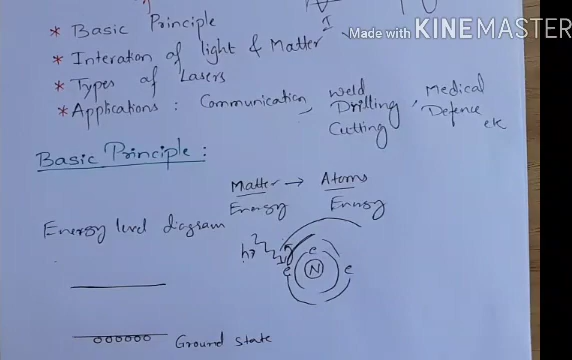 * Basic Principle
* Interation of light & Matter
* Types of Lasers
* Applications : Communication, weld Drilling Cutting, Medical Defence etc
Basic Principle :
Matter → Atoms
Energy Energy
Energy level diagram
hν
e
e N e
Ground state
Made with KINEMASTER